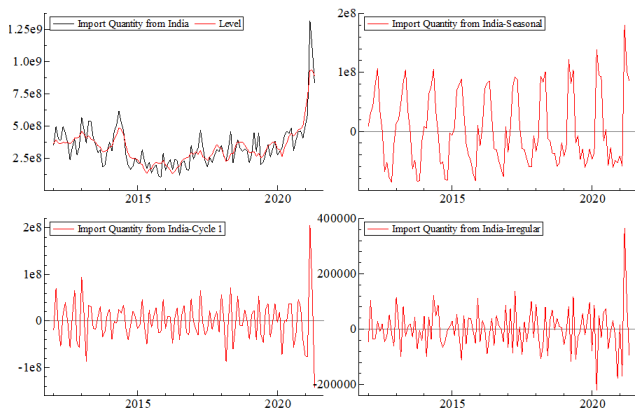 Import Quantity from India Level
1.25e9
1.0e9
7.5e8
5.0e8
2.5e8
2015 2020
Import Quantity from India-Seasonal
2e8
1e8
0
2015 2020
Import Quantity from India-Cycle 1
2e8
1e8
0
-1e8
2015 2020
Import Quantity from India-Irregular
400000
200000
0
-200000
2015 2020